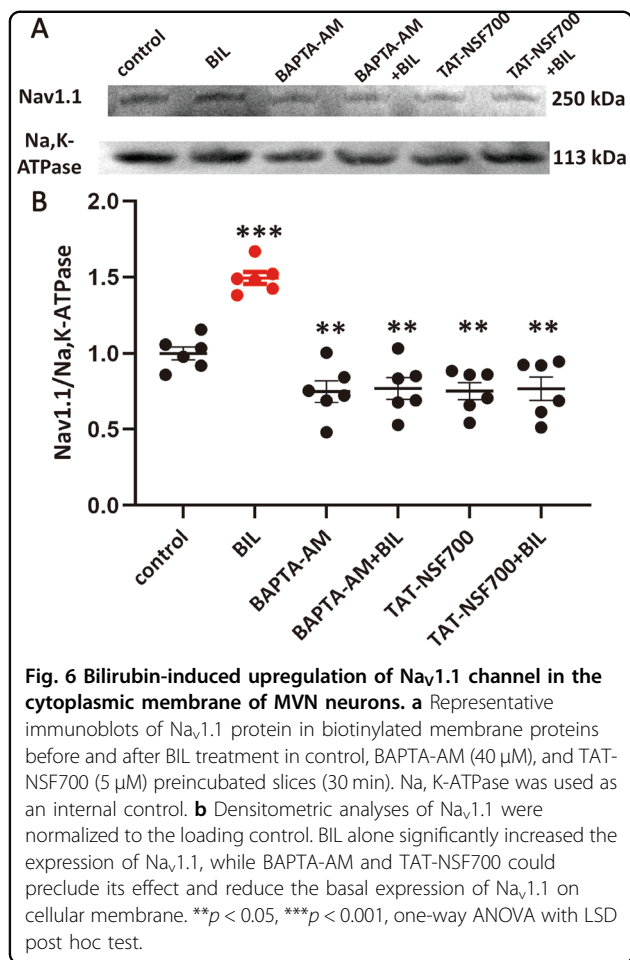 A
control BIL BAPTA-AM BAPTA-AM +BIL TAT-NSF700 TAT-NSF700 +BIL
Nav1.1 250 kDa
Na,K-
ATPase 113 kDa
B
Nav1.1/Na,K-ATPase
2.0
1.5
1.0
0.5
0.0
***
** ** ** **
control BIL BAPTA-AM BAPTA-AM+BIL TAT-NSF700 TAT-NSF700+BIL
Fig. 6 Bilirubin-induced upregulation of Nav1.1 channel in the
cytoplasmic membrane of MVN neurons. a Representative
immunoblots of Nav1.1 protein in biotinylated membrane proteins
before and after BIL treatment in control, BAPTA-AM (40 μM), and TAT-
NSF700 (5 μM) preincubated slices (30 min). Na, K-ATPase was used as
an internal control. b Densitometric analyses of Nav1.1 were
normalized to the loading control. BIL alone significantly increased the
expression of Nav1.1, while BAPTA-AM and TAT-NSF700 could
preclude its effect and reduce the basal expression of Nav1.1 on
cellular membrane. **p < 0.05, ***p < 0.001, one-way ANOVA with LSD
post hoc test.